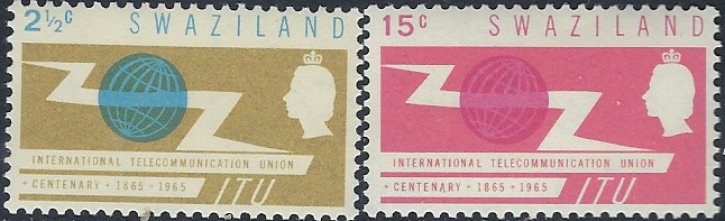 2½c SWAZILAND
INTERNATIONAL TELECOMMUNICATION UNION
+ CENTENARY + 1865 + 1965 ITU
15c SWAZILAND
INTERNATIONAL TELECOMMUNICATION UNION
+ CENTENARY + 1865 + 1965 ITU